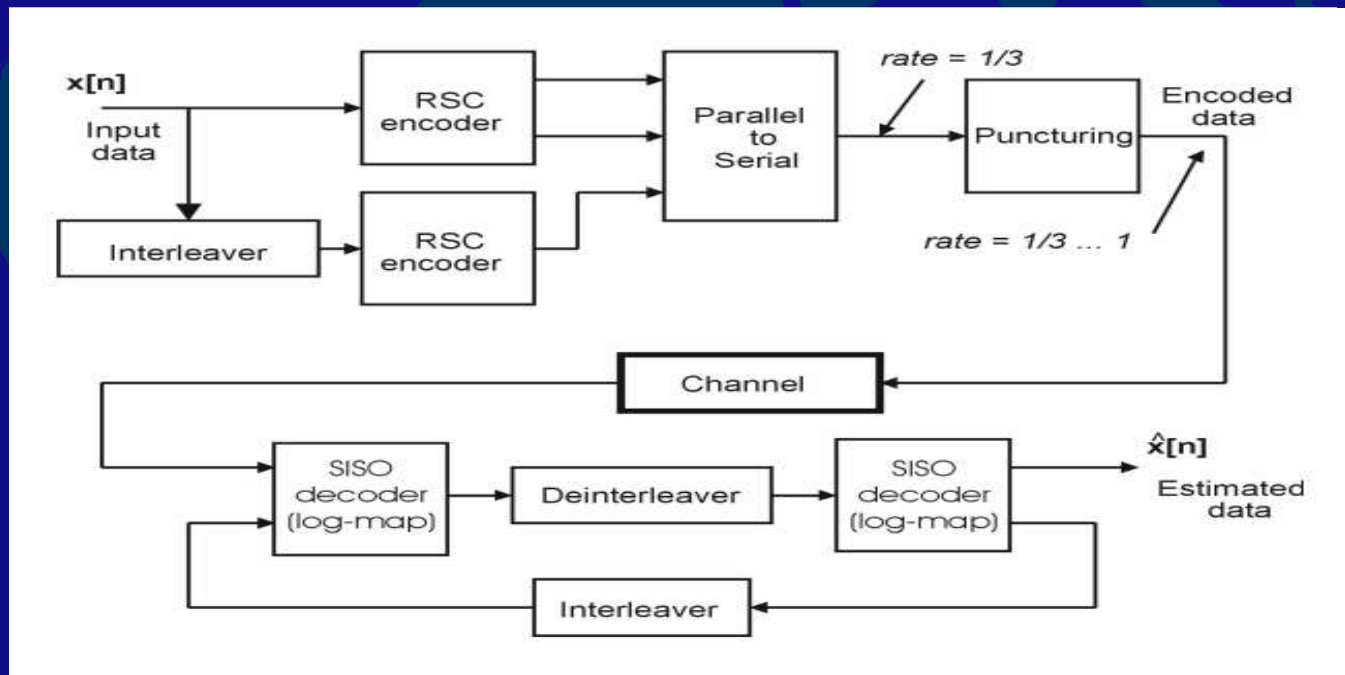 x[n]
Input
data
RSC
encoder
Interleaver
RSC
encoder
Parallel
to
Serial
rate = 1/3
Puncturing
Encoded
data
rate = 1/3 ... 1
Channel
SISO
decoder
(log-map)
Deinterleaver
SISO
decoder
(log-map)
x̂[n]
Estimated
data
Interleaver